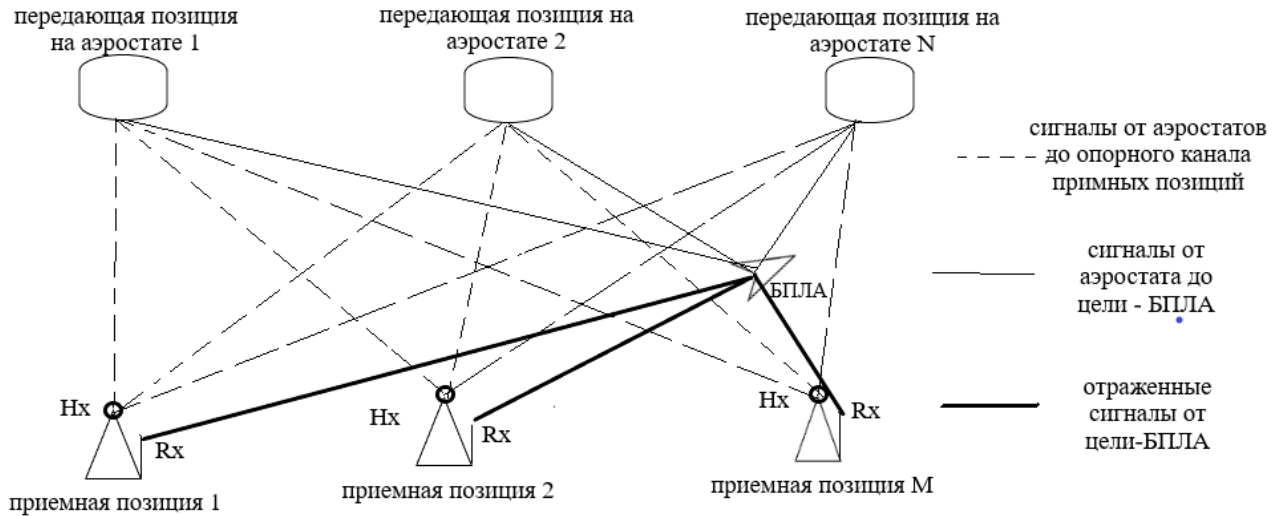 передающая позиция
на аэростате 1
передающая позиция на
аэростате 2
передающая позиция на
аэростате N
сигналы от аэростатов
до опорного канала
примных позиций
сигналы от
аэростата до
цели - БПЛА
БПЛА
отраженные
сигналы от
цели-БПЛА
Hx
Rx
приемная позиция 1
Hx
Rx
приемная позиция 2
Hx
Rx
приемная позиция M